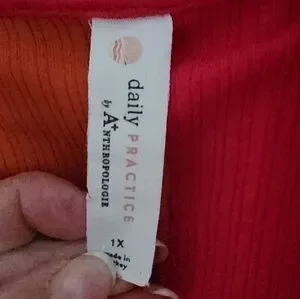 daily PRACTICE
by ANTHROPOLOGIE
1X
made in